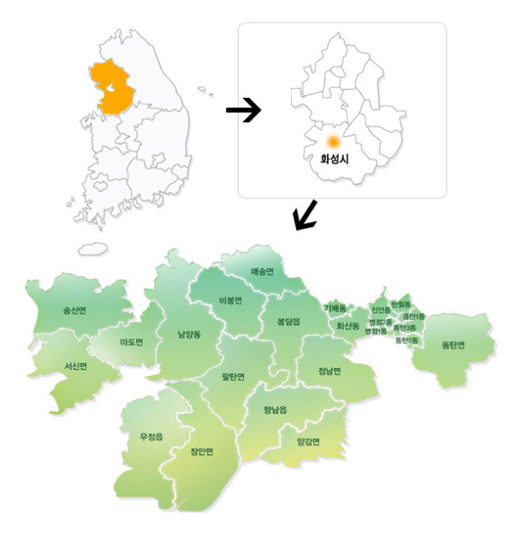 화성시
매송면
송산면
비봉면
기배동
진안동
반월동
봉담읍
동탄1동
남양동
화산동
병점2동
동탄3동
병점1동
마도면
동탄2동
동탄면
서신면
팔탄면
정남면
향남읍
우정읍
양감면
장안면